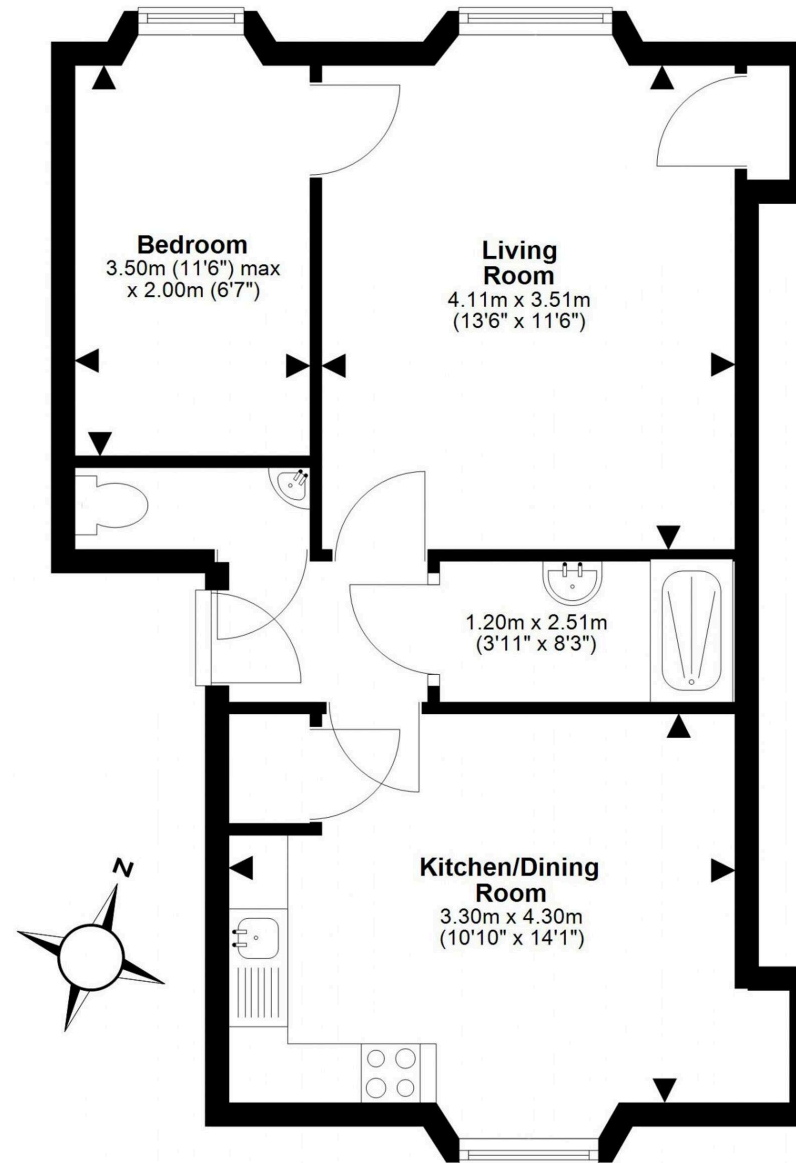 Bedroom
3.50m (11'6") max
x 2.00m (6'7")
Living
Room
4.11m x 3.51m
(13'6" x 11'6")
1.20m x 2.51m
(3'11" x 8'3")
Kitchen/Dining
Room
3.30m x 4.30m
(10'10" x 14'1")
N